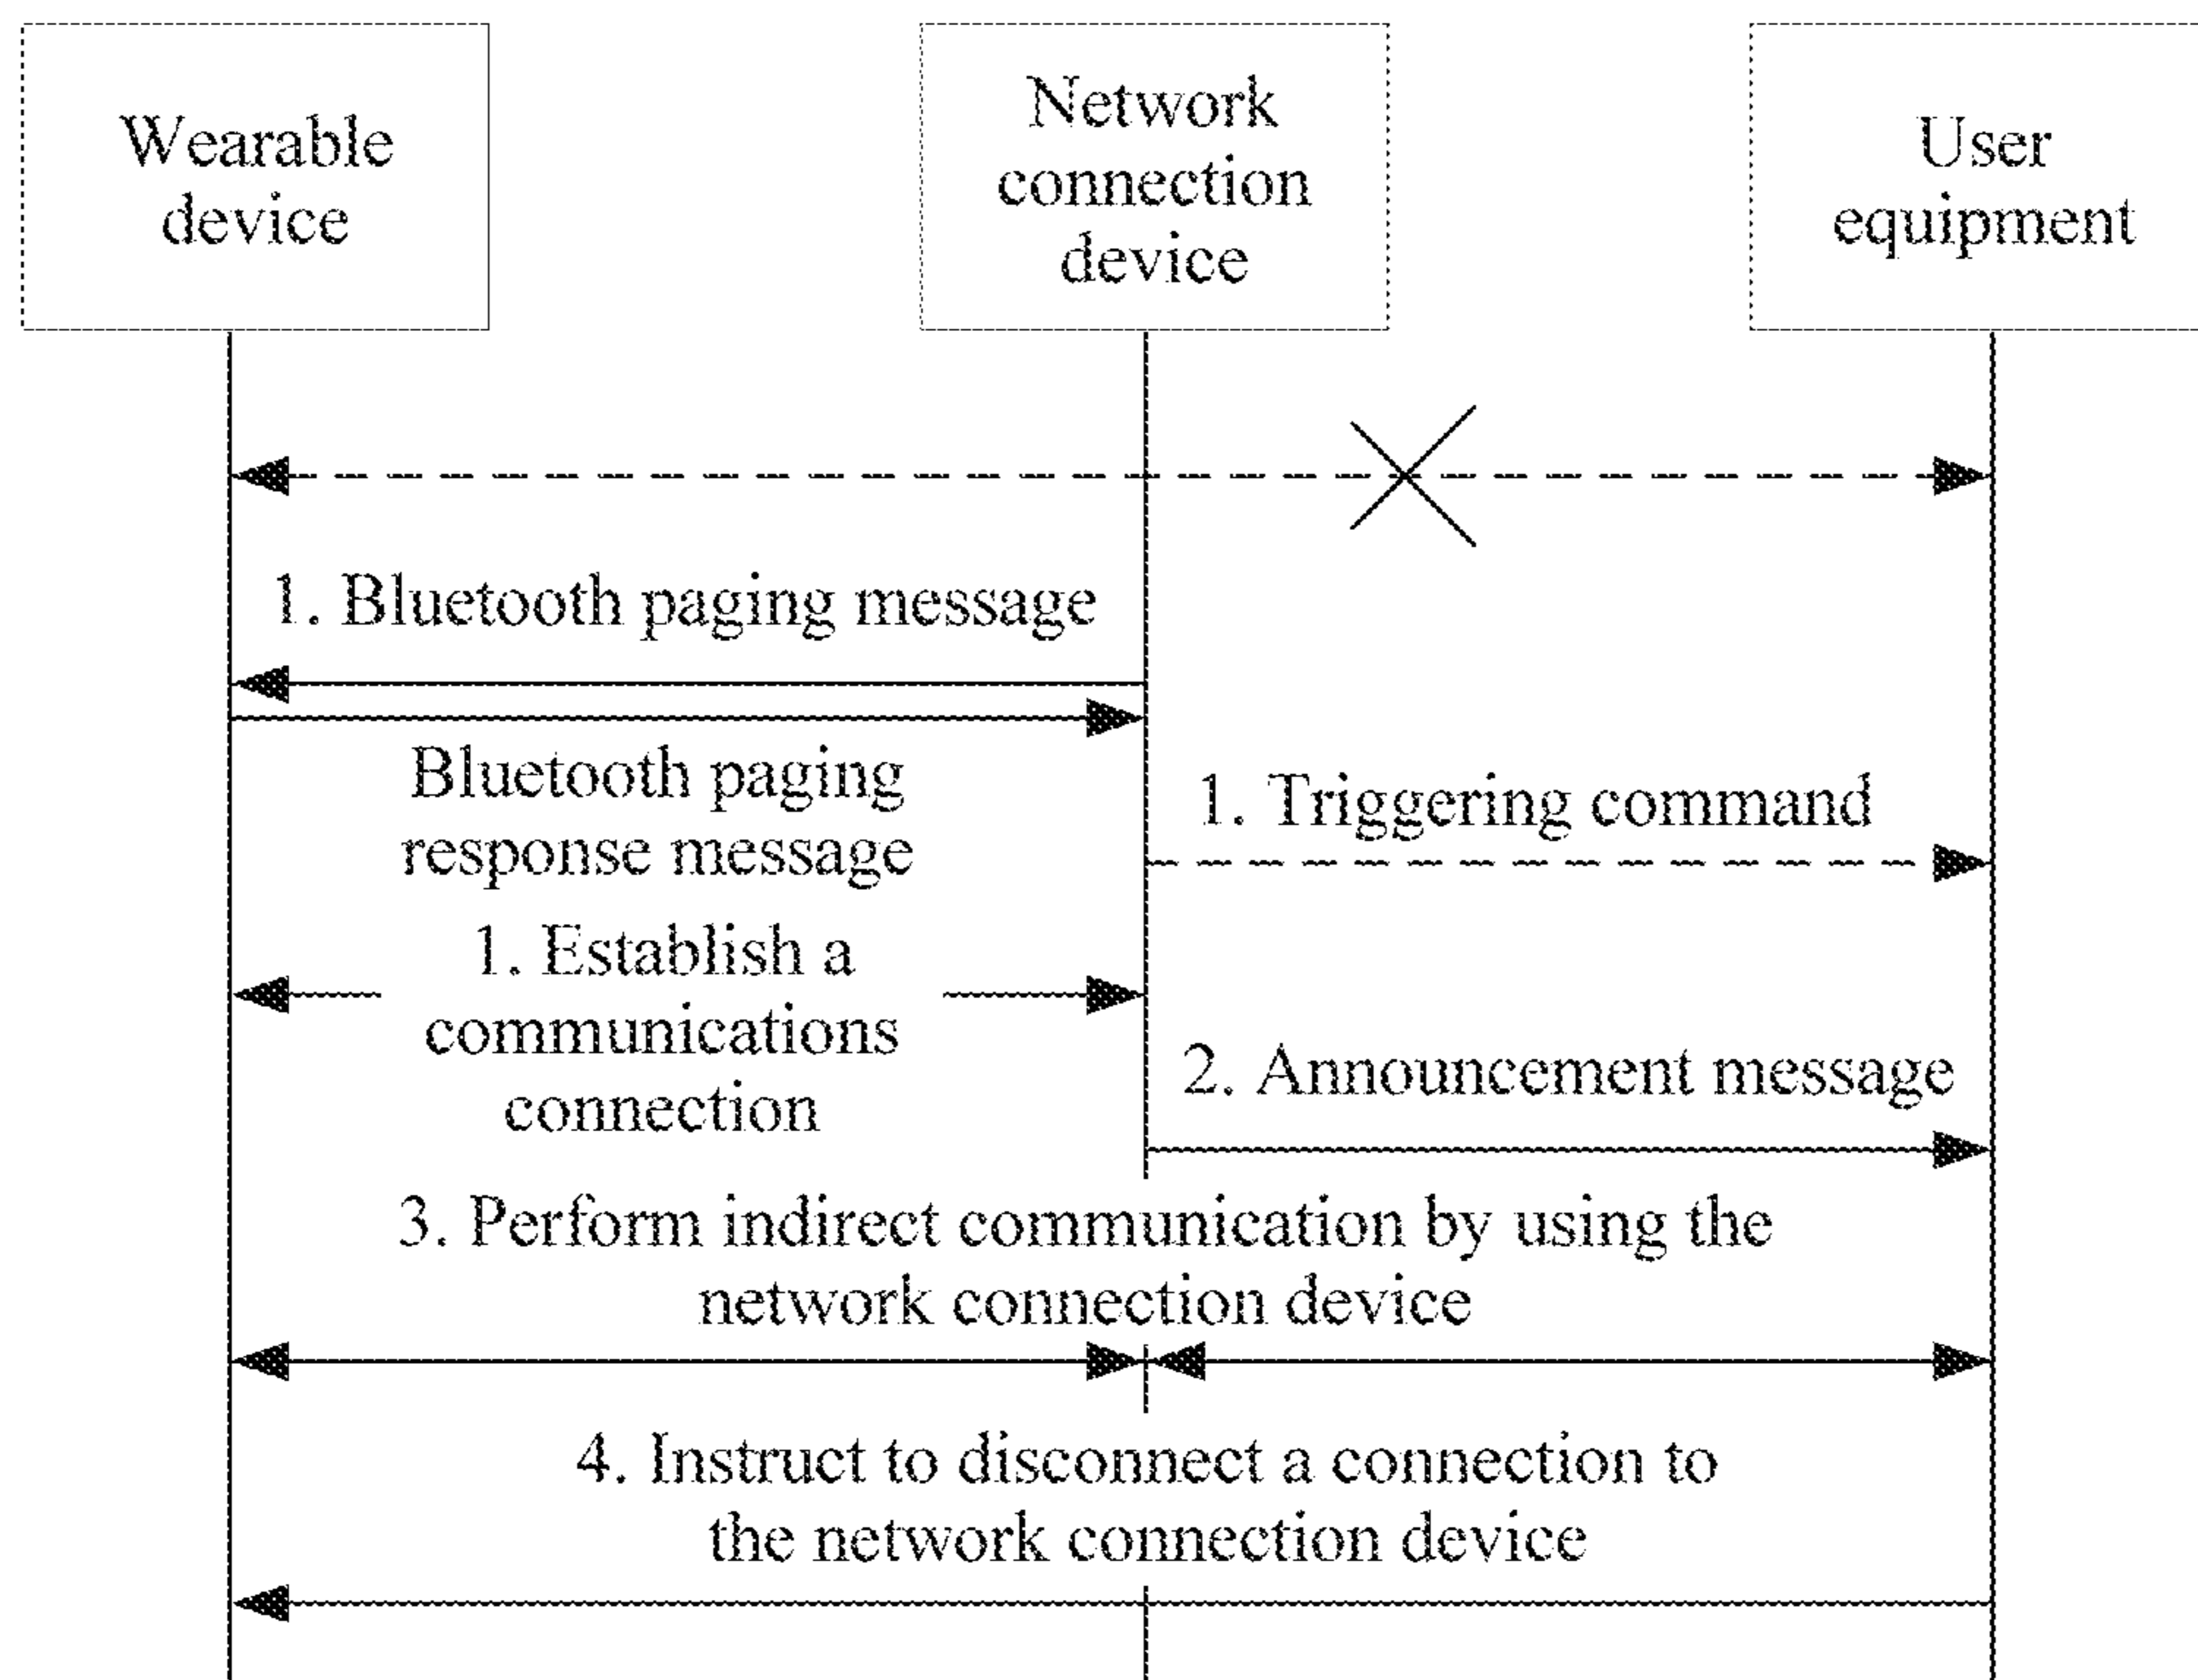 Wearable
device
Network
connection
device
User
equipment
1. Bluetooth paging message
Bluetooth paging
response message
1. Triggering command
1. Establish a
communications
connection
2. Announcement message
3. Perform indirect communication by using the
network connection device
4. Instruct to disconnect a connection to
the network connection device